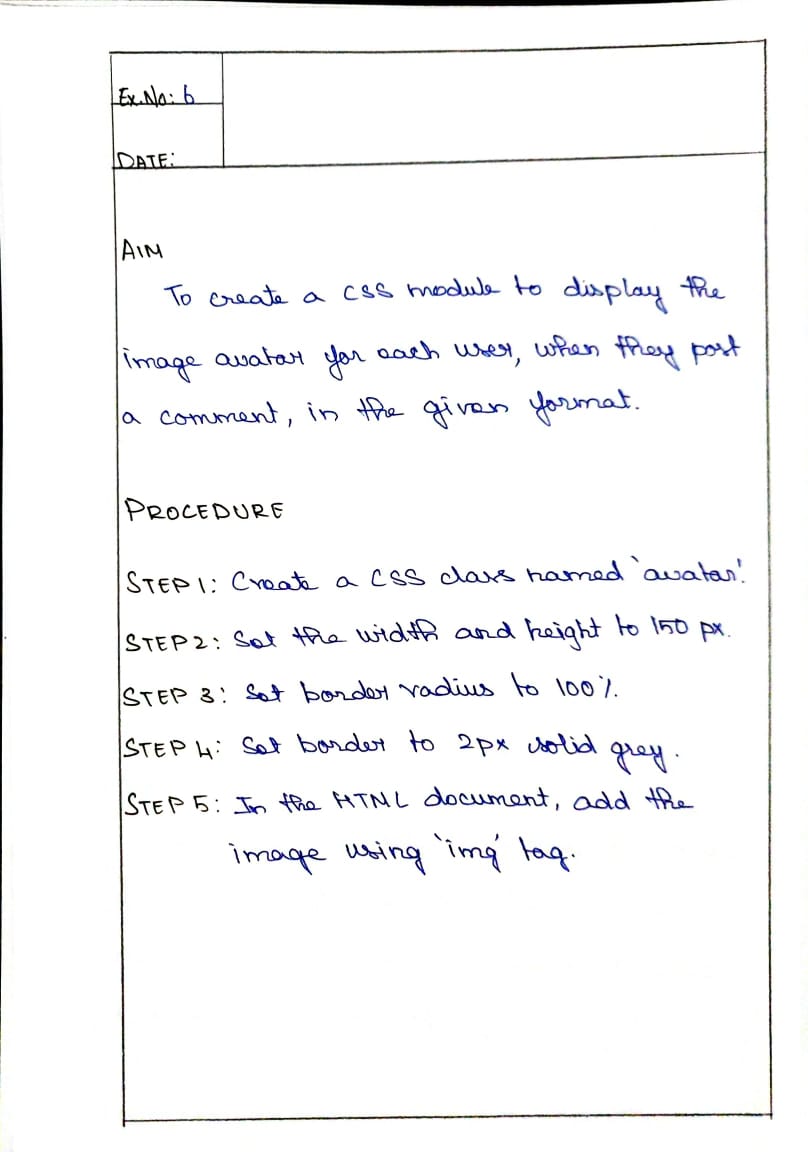 Ex.No: 6
DATE:
AIM
To create a CSS module to display the
image avatar for each user, when they post
a comment, in the given format.
PROCEDURE
STEP 1: Create a CSS class named 'avatar'.
STEP 2: Set the width and height to 150 px.
STEP 3: Set border radius to 100%.
STEP 4: Set border to 2px solid grey.
STEP 5: In the HTML document, add the
image using 'img' tag.